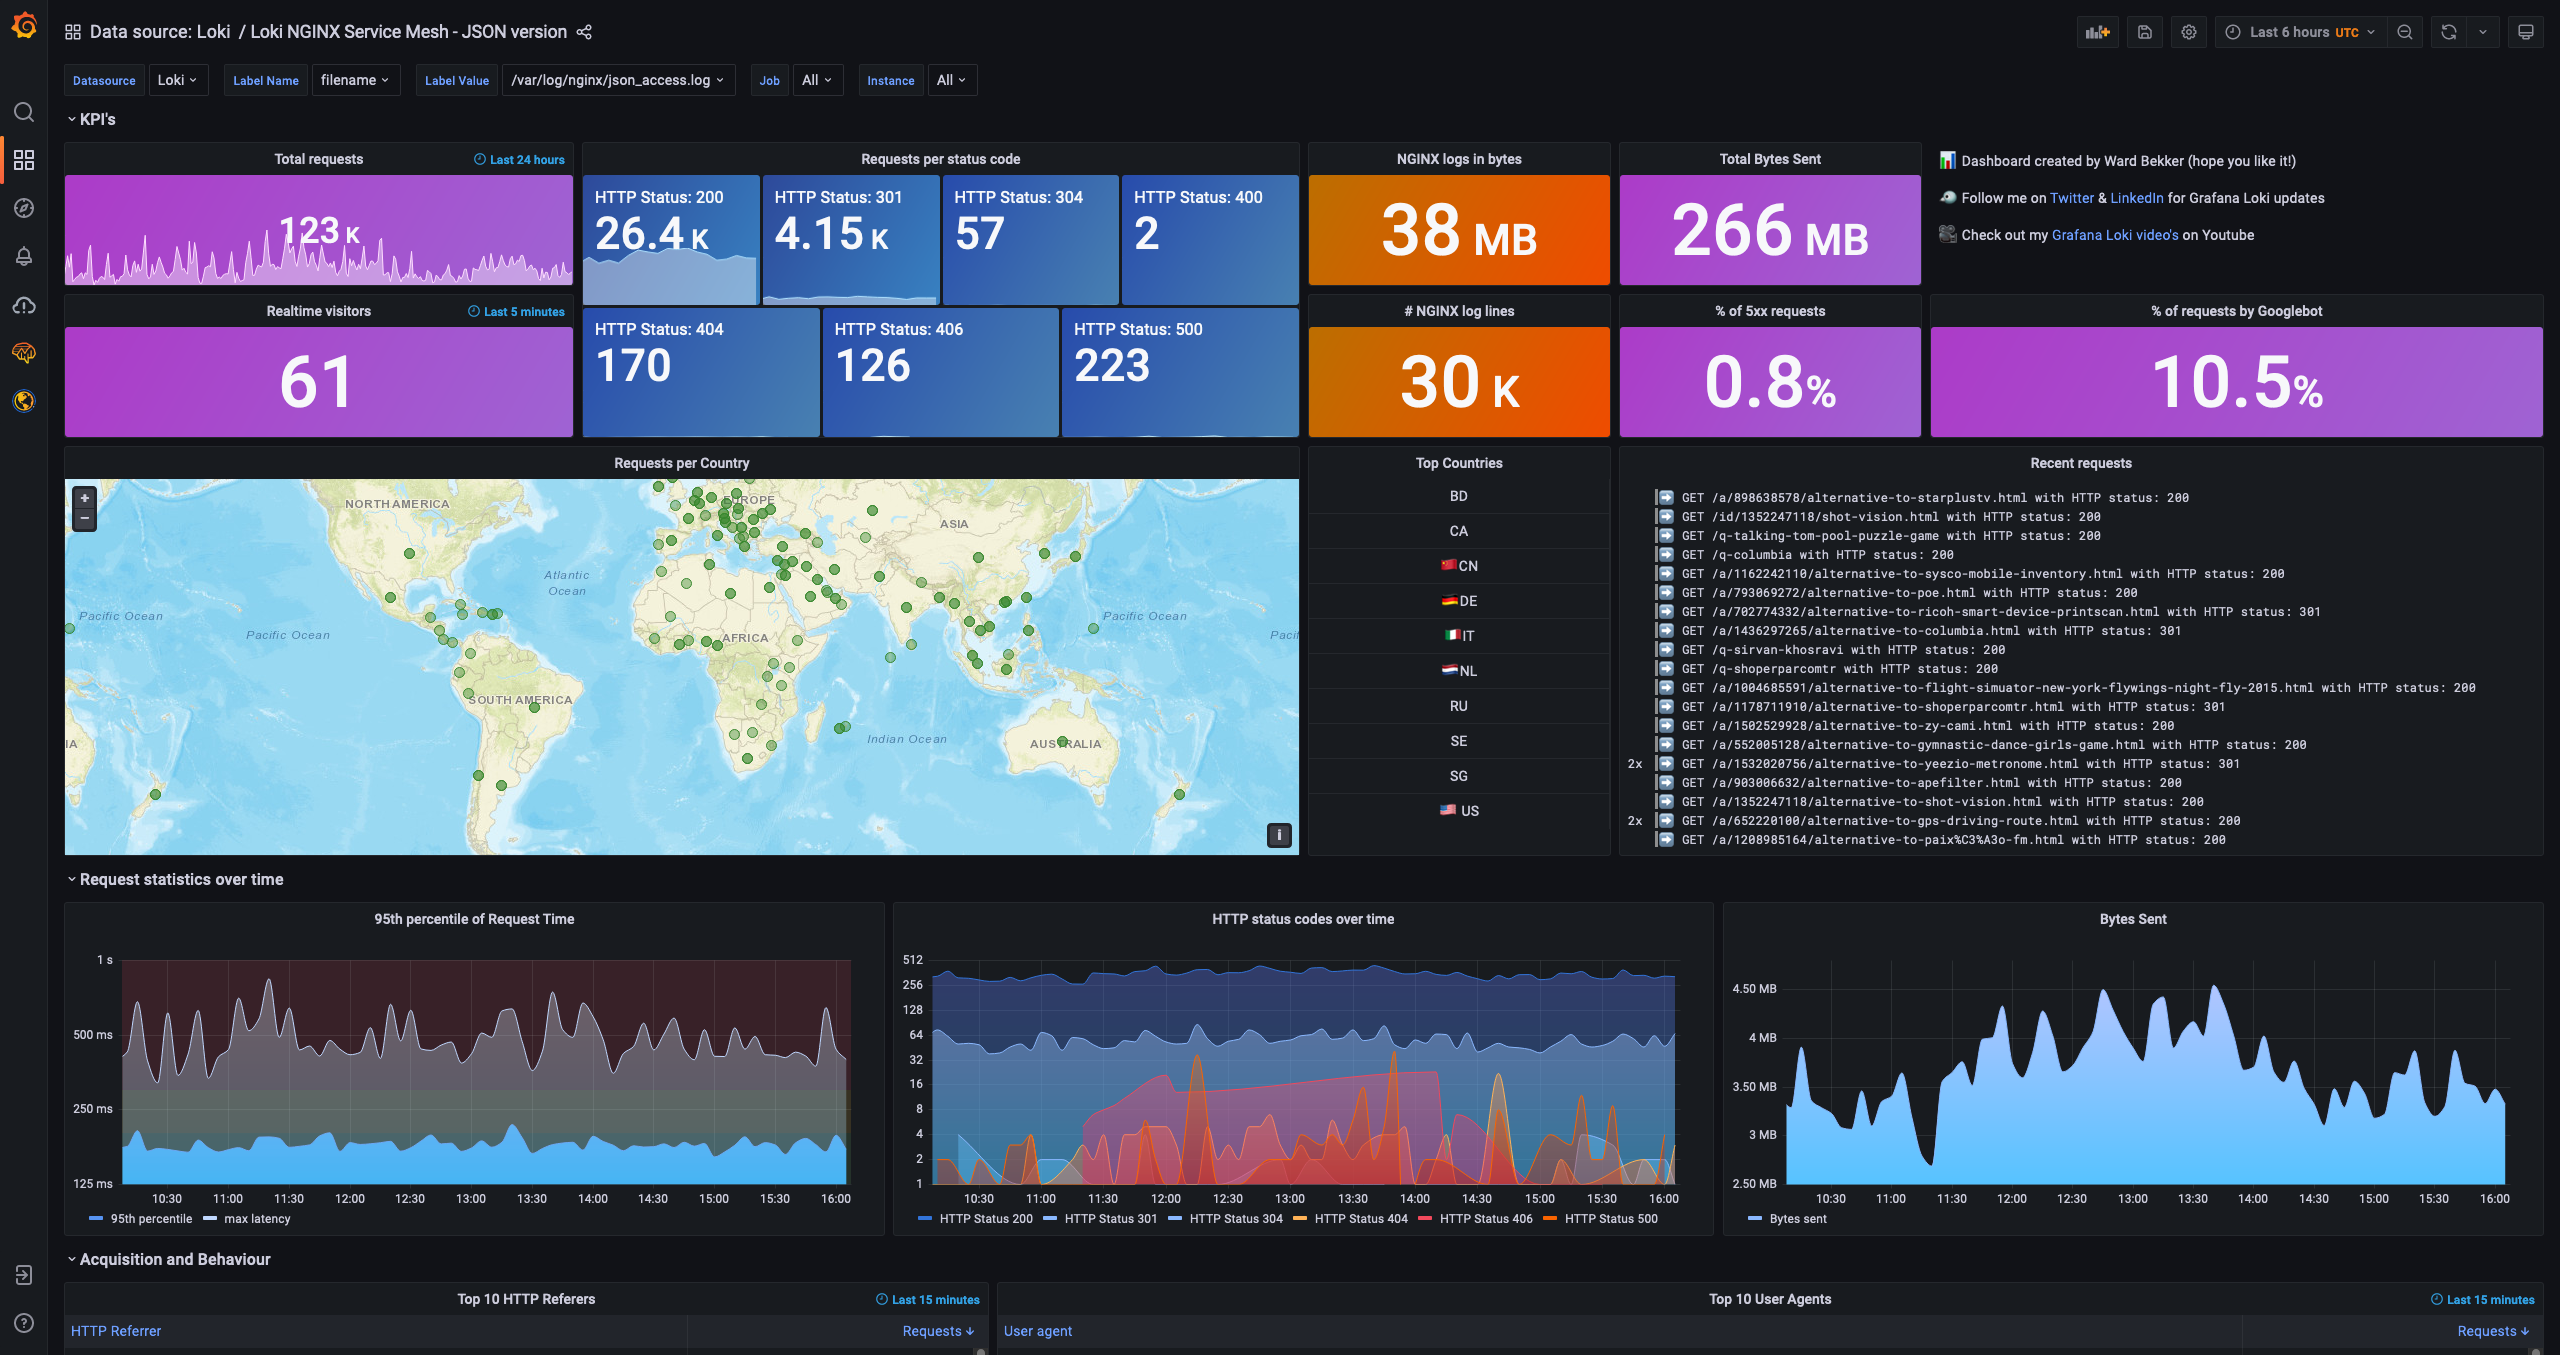 Data source: Loki / Loki NGINX Service Mesh - JSON version
Last 6 hours UTC
Datasource Loki Label Name filename Label Value /var/log/nginx/json_access.log Job All Instance All
KPI's
Total requests
Last 24 hours
123 K
Requests per status code
HTTP Status: 200
26.4 K
HTTP Status: 301
4.15 K
HTTP Status: 304
57
HTTP Status: 400
2
NGINX logs in bytes
38 MB
Total Bytes Sent
266 MB
Dashboard created by Ward Bekker (hope you like it!)
Follow me on Twitter & LinkedIn for Grafana Loki updates
Check out my Grafana Loki video's on Youtube
Realtime visitors
Last 5 minutes
61
HTTP Status: 404
170
HTTP Status: 406
126
HTTP Status: 500
223
# NGINX log lines
30 K
% of 5xx requests
0.8%
% of requests by Googlebot
10.5%
Requests per Country
+
−
NORTH AMERICA
EUROPE
ASIA
Atlantic
Ocean
Pacific Ocean
Pacific Ocean
Pacific Ocean
Pacif
AFRICA
SOUTH AMERICA
Indian Ocean
AUSTRALIA
IA
i
Top Countries
BD
CA
CN
DE
IT
NL
RU
SE
SG
US
Recent requests
GET /a/898638578/alternative-to-starplustv.html with HTTP status: 200
GET /id/1352247118/shot-vision.html with HTTP status: 200
GET /q-talking-tom-pool-puzzle-game with HTTP status: 200
GET /q-columbia with HTTP status: 200
GET /a/1162242110/alternative-to-sysco-mobile-inventory.html with HTTP status: 200
GET /a/793069272/alternative-to-poe.html with HTTP status: 200
GET /a/702774332/alternative-to-ricoh-smart-device-printscan.html with HTTP status: 301
GET /a/1436297265/alternative-to-columbia.html with HTTP status: 301
GET /q-sirvan-khosravi with HTTP status: 200
GET /q-shoperparcomtr with HTTP status: 200
GET /a/1004685591/alternative-to-flight-simuator-new-york-flywings-night-fly-2015.html with HTTP status: 200
GET /a/1178711910/alternative-to-shoperparcomtr.html with HTTP status: 301
GET /a/1502529928/alternative-to-zy-cami.html with HTTP status: 200
GET /a/552005128/alternative-to-gymnastic-dance-girls-game.html with HTTP status: 200
2x GET /a/1532020756/alternative-to-yeezio-metronome.html with HTTP status: 301
GET /a/903006632/alternative-to-apefilter.html with HTTP status: 200
GET /a/1352247118/alternative-to-shot-vision.html with HTTP status: 200
2x GET /a/652220100/alternative-to-gps-driving-route.html with HTTP status: 200
GET /a/1208985164/alternative-to-paix%C3%A3o-fm.html with HTTP status: 200
Request statistics over time
95th percentile of Request Time
1 s
500 ms
250 ms
125 ms
10:30 11:00 11:30 12:00 12:30 13:00 13:30 14:00 14:30 15:00 15:30 16:00
95th percentile max latency
HTTP status codes over time
512
256
128
64
32
16
8
4
2
1
10:30 11:00 11:30 12:00 12:30 13:00 13:30 14:00 14:30 15:00 15:30 16:00
HTTP Status 200 HTTP Status 301 HTTP Status 304 HTTP Status 404 HTTP Status 406 HTTP Status 500
Bytes Sent
4.50 MB
4 MB
3.50 MB
3 MB
2.50 MB
10:30 11:00 11:30 12:00 12:30 13:00 13:30 14:00 14:30 15:00 15:30 16:00
Bytes sent
Acquisition and Behaviour
Top 10 HTTP Referers
Last 15 minutes
HTTP Referrer Requests
Top 10 User Agents
Last 15 minutes
User agent Requests